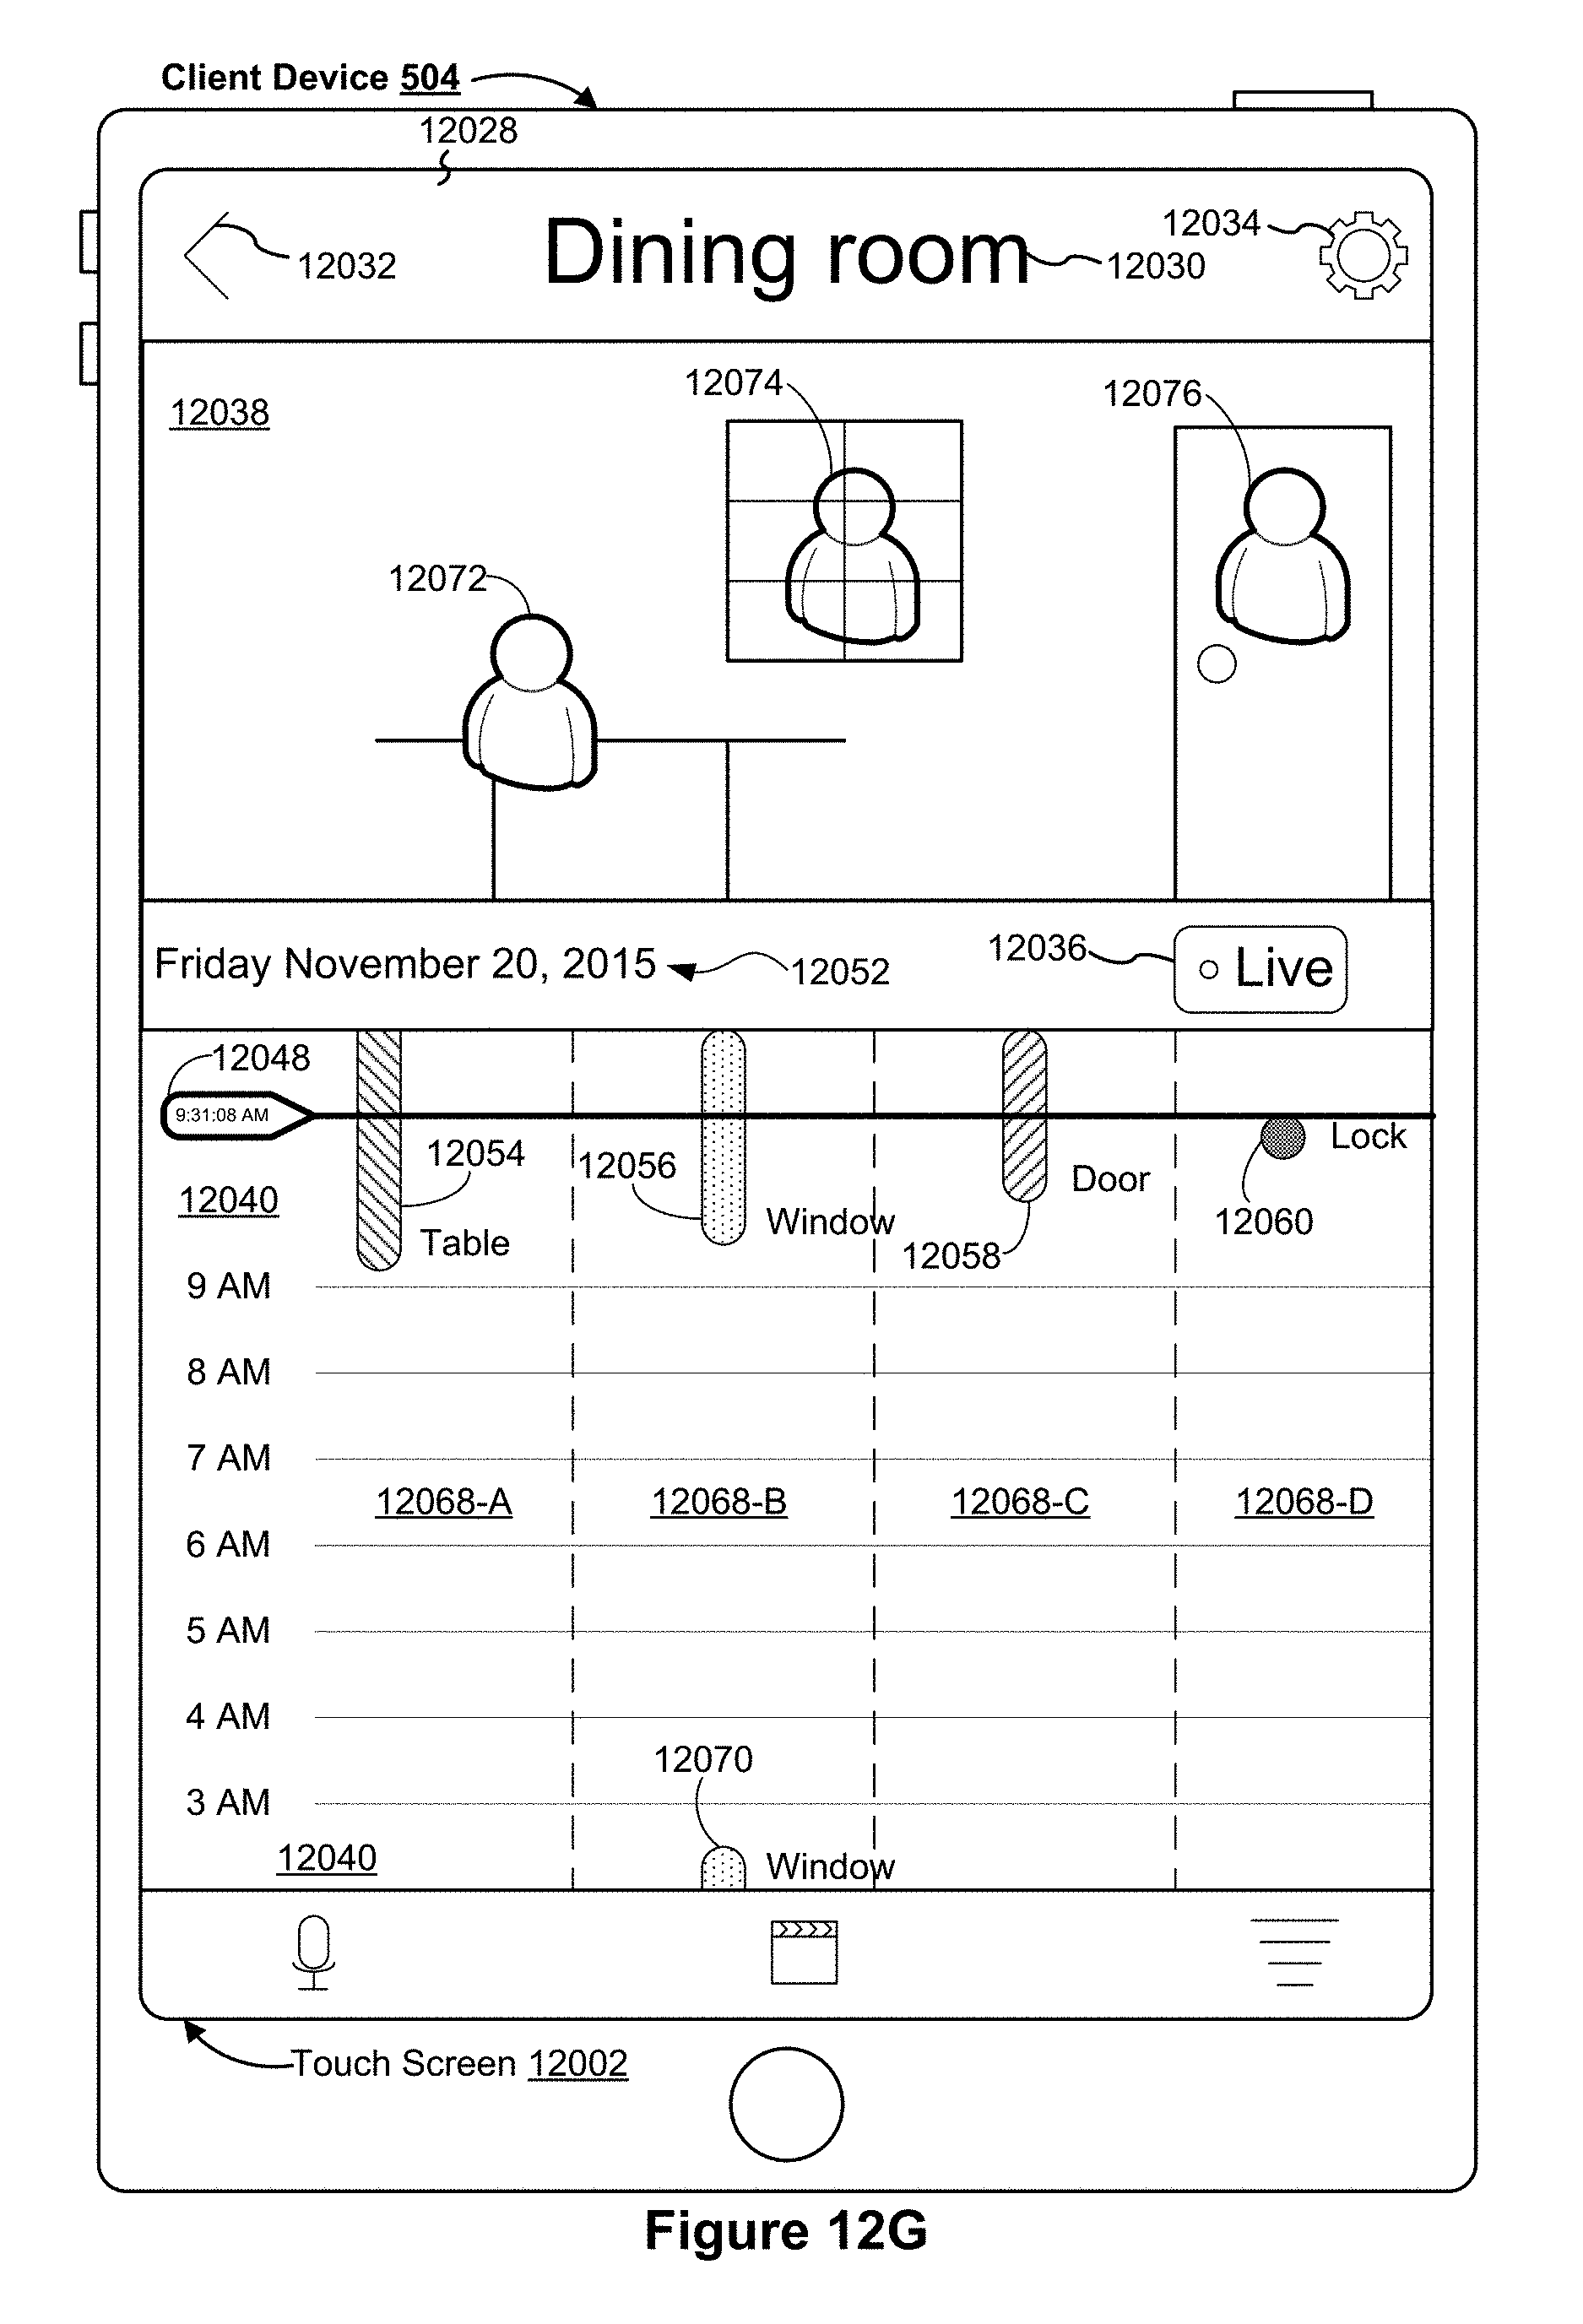 Client Device 504
12028
12032
Dining room
12030
12034
12038
12074
12076
12072
Friday November 20, 2015
12052
12036
Live
12048
9:31:08 AM
Lock
12054
12056
Door
12040
Window
12060
Table
12058
9 AM
8 AM
7 AM
12068-A
12068-B
12068-C
12068-D
6 AM
5 AM
4 AM
12070
3 AM
12040
Window
Touch Screen 12002
Figure 12G